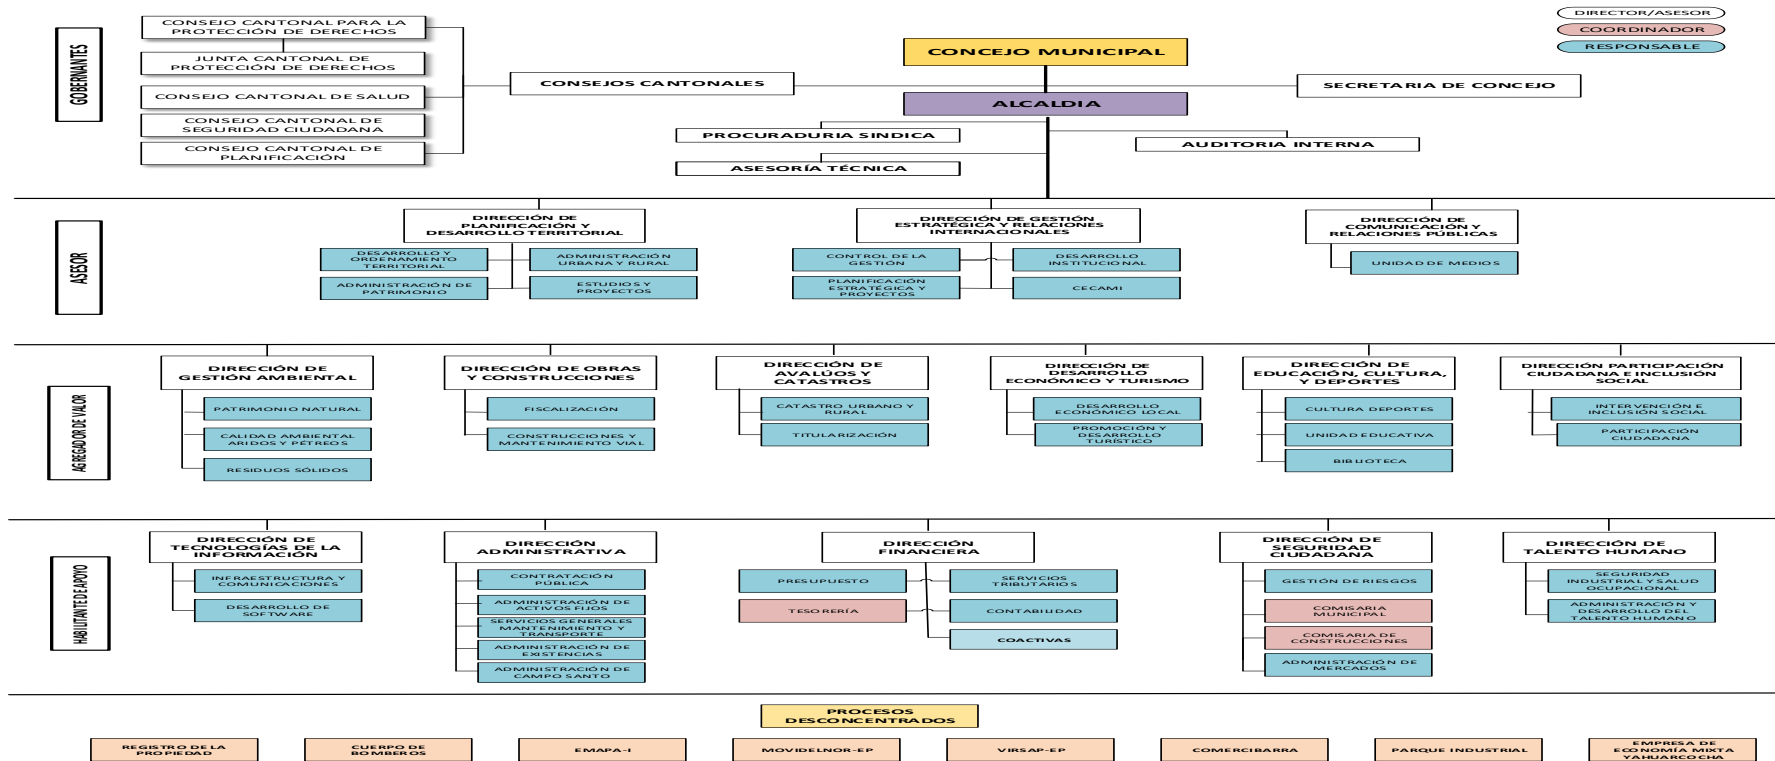 DIRECTOR/ASESOR
COORDINADOR
RESPONSABLE
GOBERNANTES
CONSEJO CANTONAL PARA LA
PROTECCIÓN DE DERECHOS
JUNTA CANTONAL DE
PROTECCIÓN DE DERECHOS
CONSEJO CANTONAL DE SALUD
CONSEJO CANTONAL DE
SEGURIDAD CIUDADANA
CONSEJO CANTONAL DE
PLANIFICACIÓN
CONSEJOS CANTONALES
CONCEJO MUNICIPAL
ALCALDIA
SECRETARIA DE CONCEJO
PROCURADURIA SINDICA
AUDITORIA INTERNA
ASESORÍA TÉCNICA
ASESOR
DIRECCIÓN DE
PLANIFICACIÓN Y
DESARROLLO TERRITORIAL
DESARROLLO Y
ORDENAMIENTO
TERRITORIAL
ADMINISTRACIÓN
URBANA Y RURAL
ADMINISTRACIÓN DE
PATRIMONIO
ESTUDIOS Y
PROYECTOS
DIRECCIÓN DE GESTIÓN
ESTRATÉGICA Y RELACIONES
INTERNACIONALES
CONTROL DE LA
GESTIÓN
DESARROLLO
INSTITUCIONAL
PLANIFICACIÓN
ESTRATÉGICA Y
PROYECTOS
CECAMI
DIRECCIÓN DE
COMUNICACIÓN Y
RELACIONES PÚBLICAS
UNIDAD DE MEDIOS
AGREGADOR DE VALOR
DIRECCIÓN DE
GESTIÓN AMBIENTAL
PATRIMONIO NATURAL
CALIDAD AMBIENTAL
ARIDOS Y PÉTREOS
RESIDUOS SÓLIDOS
DIRECCIÓN DE OBRAS
Y CONSTRUCCIONES
FISCALIZACIÓN
CONSTRUCCIONES Y
MANTENIMIENTO VIAL
DIRECCIÓN DE
AVALÚOS Y
CATASTROS
CATASTRO URBANO Y
RURAL
TITULARIZACIÓN
DIRECCIÓN DE
DESARROLLO
ECONÓMICO Y TURISMO
DESARROLLO
ECONÓMICO LOCAL
PROMOCIÓN Y
DESARROLLO
TURÍSTICO
DIRECCIÓN DE
EDUCACIÓN, CULTURA,
Y DEPORTES
CULTURA DEPORTES
UNIDAD EDUCATIVA
BIBLIOTECA
DIRECCIÓN PARTICIPACIÓN
CIUDADANA E INCLUSIÓN
SOCIAL
INTERVENCIÓN E
INCLUSIÓN SOCIAL
PARTICIPACIÓN
CIUDADANA
HABILITANTE DE APOYO
DIRECCIÓN DE
TECNOLOGÍAS DE LA
INFORMACIÓN
INFRAESTRUCTURA Y
COMUNICACIONES
DESARROLLO DE
SOFTWARE
DIRECCIÓN
ADMINISTRATIVA
CONTRATACIÓN
PÚBLICA
ADMINISTRACIÓN DE
ACTIVOS FIJOS
SERVICIOS GENERALES
MANTENIMIENTO Y
TRANSPORTE
ADMINISTRACIÓN DE
EXISTENCIAS
ADMINISTRACIÓN DE
CAMPO SANTO
DIRECCIÓN
FINANCIERA
PRESUPUESTO
SERVICIOS
TRIBUTARIOS
TESORERÍA
CONTABILIDAD
COACTIVAS
DIRECCIÓN DE
SEGURIDAD
CIUDADANA
GESTIÓN DE RIESGOS
COMISARIA
MUNICIPAL
COMISARIA DE
CONSTRUCCIONES
ADMINISTRACIÓN DE
MERCADOS
DIRECCIÓN DE
TALENTO HUMANO
SEGURIDAD
INDUSTRIAL Y SALUD
OCUPACIONAL
ADMINISTRACIÓN Y
DESARROLLO DEL
TALENTO HUMANO
PROCESOS
DESCONCENTRADOS
REGISTRO DE LA
PROPIEDAD
CUERPO DE
BOMBEROS
EMAPA-I
MOVIDELNOR-EP
VIRSAP-EP
COMERCIBARRA
PARQUE INDUSTRIAL
EMPRESA DE
ECONOMÍA MIXTA
YAHUARCOCHA